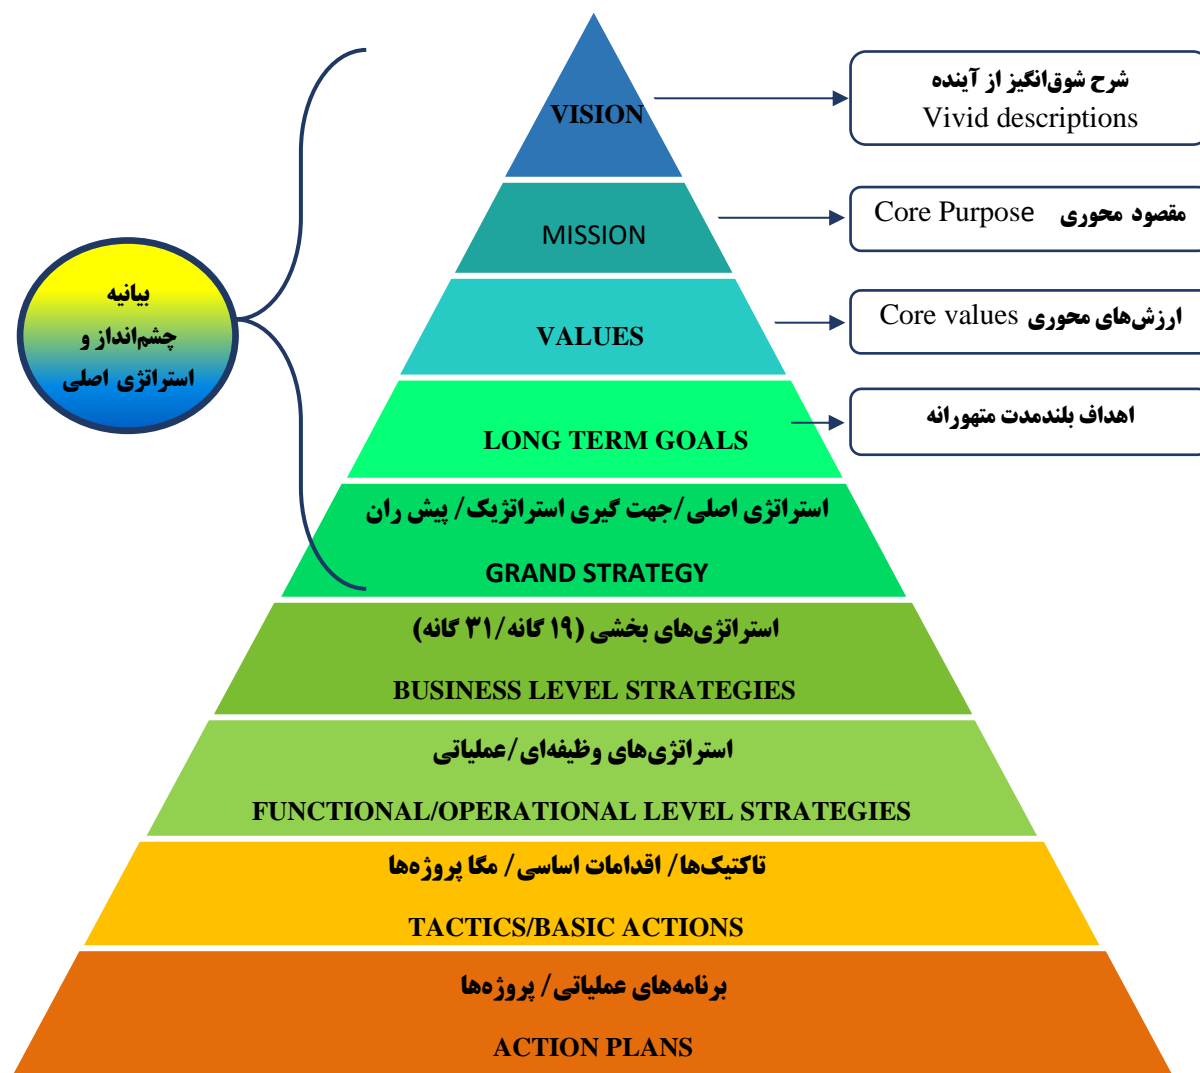 VISION
شرح شوق‌انگیز از آینده
Vivid descriptions
MISSION
مقصود محوری Core Purpose
بیانیه
چشم‌انداز و
استراتژی اصلی
VALUES
ارزش‌های محوری Core values
LONG TERM GOALS
اهداف بلندمدت متهورانه
استراتژی اصلی/جهت گیری استراتژیک/ پیش ران
GRAND STRATEGY
استراتژی‌های بخشی (۱۹ گانه/۳۱ گانه)
BUSINESS LEVEL STRATEGIES
استراتژی‌های وظیفه‌ای/عملیاتی
FUNCTIONAL/OPERATIONAL LEVEL STRATEGIES
تاکتیک‌ها/ اقدامات اساسی/ مگا پروژه‌ها
TACTICS/BASIC ACTIONS
برنامه‌های عملیاتی/ پروژه‌ها
ACTION PLANS